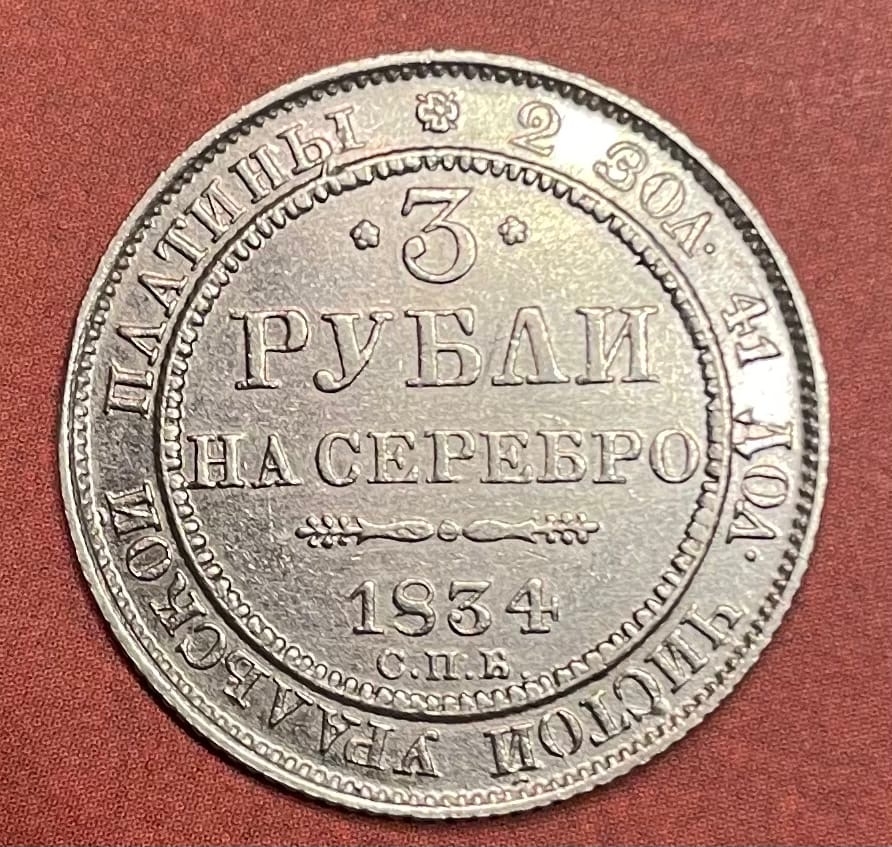 2 ЗОЛ. 41 ДОЛ. ЧИСТОЙ УРАЛЬСКОЙ ПЛАТИНЫ
3
РУБЛИ
НА СЕРЕБРО
1834
С.П.Б.